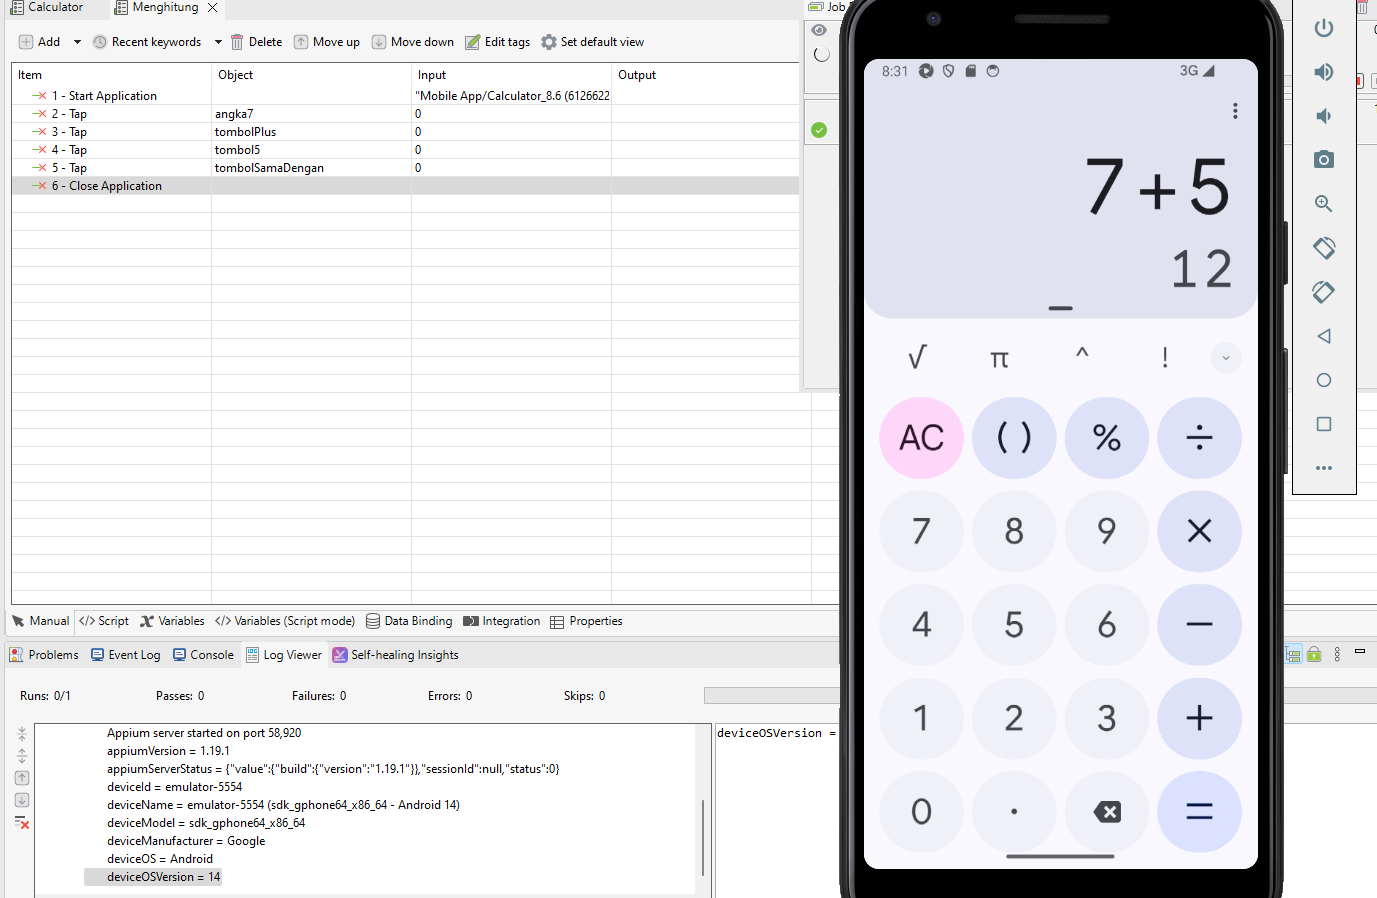 Calculator Menghitung Job
Add Recent keywords Delete Move up Move down Edit tags Set default view
Item Object Input Output
1 - Start Application "Mobile App/Calculator_8.6 (6126622
2 - Tap angka7 0
3 - Tap tombolPlus 0
4 - Tap tombol5 0
5 - Tap tombolSamaDengan 0
6 - Close Application
Manual </> Script Variables </> Variables (Script mode) Data Binding Integration Properties
Problems Event Log Console Log Viewer Self-healing Insights
Runs: 0/1 Passes: 0 Failures: 0 Errors: 0 Skips: 0
Appium server started on port 58,920
appiumVersion = 1.19.1
appiumServerStatus = {"value":{"build":{"version":"1.19.1"}},"sessionId":null,"status":0}
deviceId = emulator-5554
deviceName = emulator-5554 (sdk_gphone64_x86_64 - Android 14)
deviceModel = sdk_gphone64_x86_64
deviceManufacturer = Google
deviceOS = Android
deviceOSVersion = 14
deviceOSVersion =
8:31 3G
7+5
12
√ π ^ !
AC ( ) % ÷
7 8 9 ×
4 5 6 −
1 2 3 +
0 . =